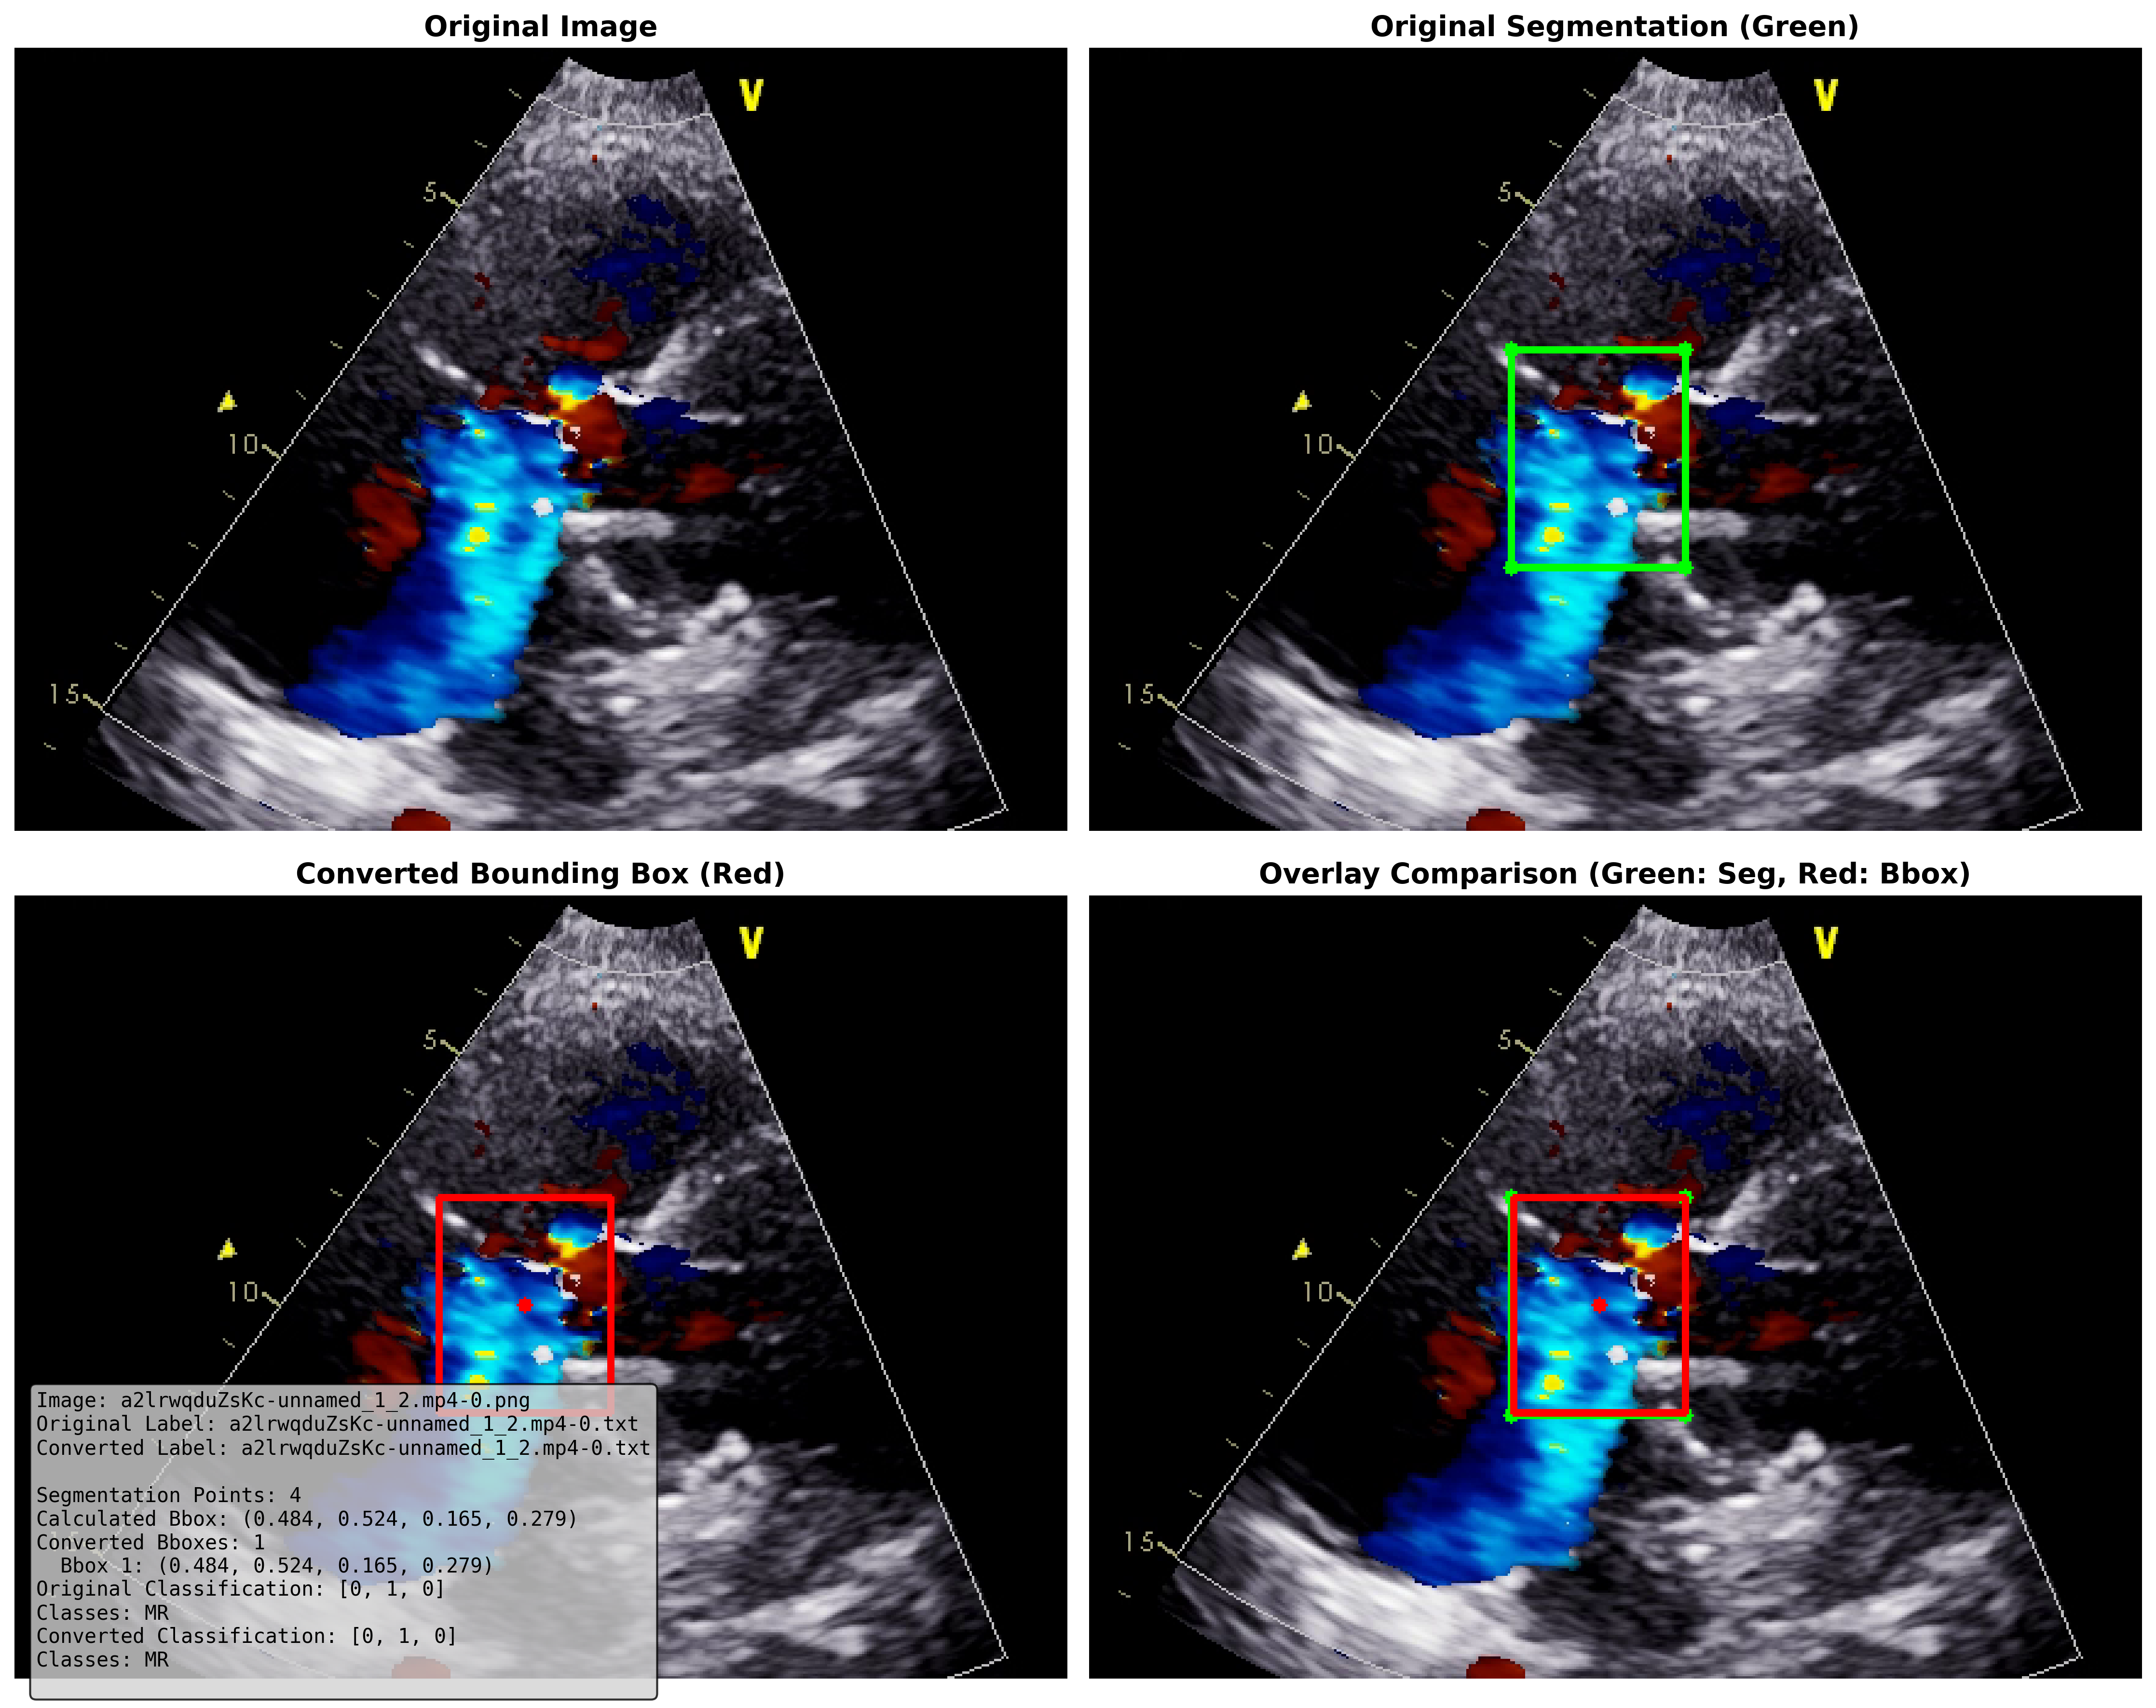 Original Image
Original Segmentation (Green)
V
5
10
15
V
5
10
15
Converted Bounding Box (Red)
Overlay Comparison (Green: Seg, Red: Bbox)
V
5
10
V
5
10
15
Image: a2lrwqduZsKc-unnamed_1_2.mp4-0.png
Original Label: a2lrwqduZsKc-unnamed_1_2.mp4-0.txt
Converted Label: a2lrwqduZsKc-unnamed_1_2.mp4-0.txt
Segmentation Points: 4
Calculated Bbox: (0.484, 0.524, 0.165, 0.279)
Converted Bboxes: 1
Bbox 1: (0.484, 0.524, 0.165, 0.279)
Original Classification: [0, 1, 0]
Classes: MR
Converted Classification: [0, 1, 0]
Classes: MR